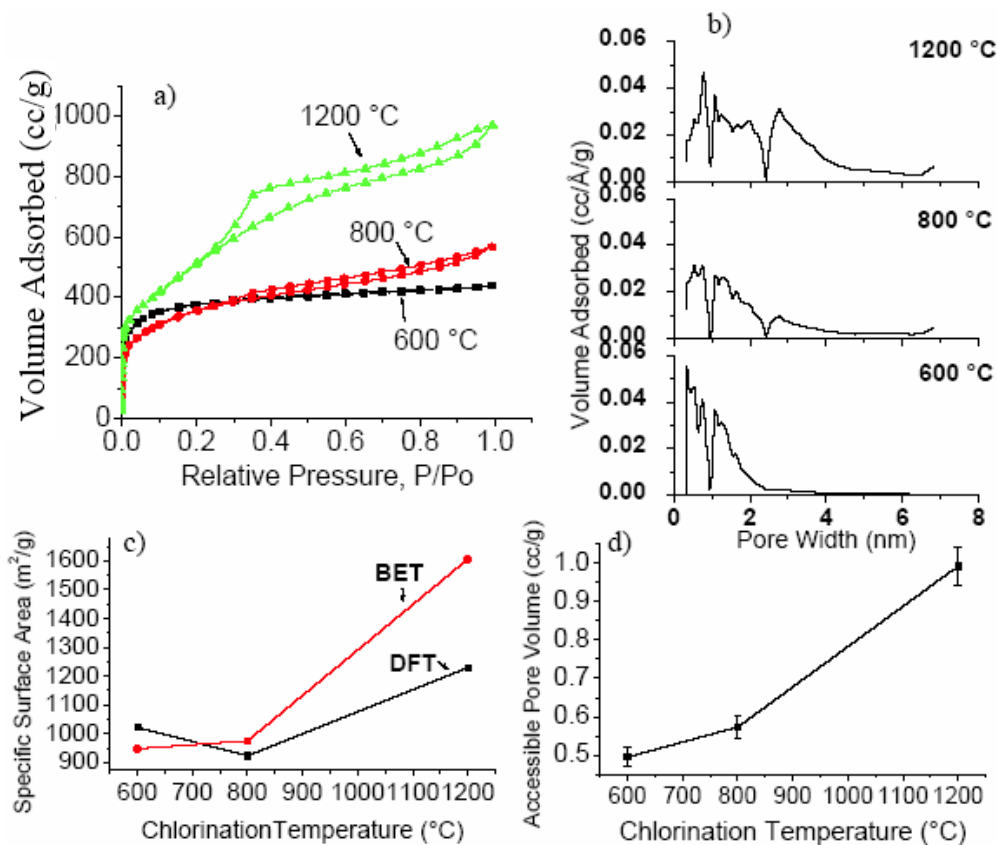 a)
Volume Adsorbed (cc/g)
1000
800
600
400
200
0
1200 °C
800 °C
600 °C
0.0 0.2 0.4 0.6 0.8 1.0
Relative Pressure, P/Po
b)
Volume Adsorbed (cc/Å/g)
0.06
0.04
0.02
0.00
1200 °C
0.04
0.02
0.00
800 °C
0.06
0.04
0.02
0.00
600 °C
0 2 4 6 8
Pore Width (nm)
c)
Specific Surface Area (m²/g)
1600
1500
1400
1300
1200
1100
1000
900
BET
DFT
600 700 800 900 1000 1100 1200
Chlorination Temperature (°C)
d)
Accessible Pore Volume (cc/g)
1.0
0.9
0.8
0.7
0.6
0.5
600 700 800 900 1000 1100 1200
Chlorination Temperature (°C)